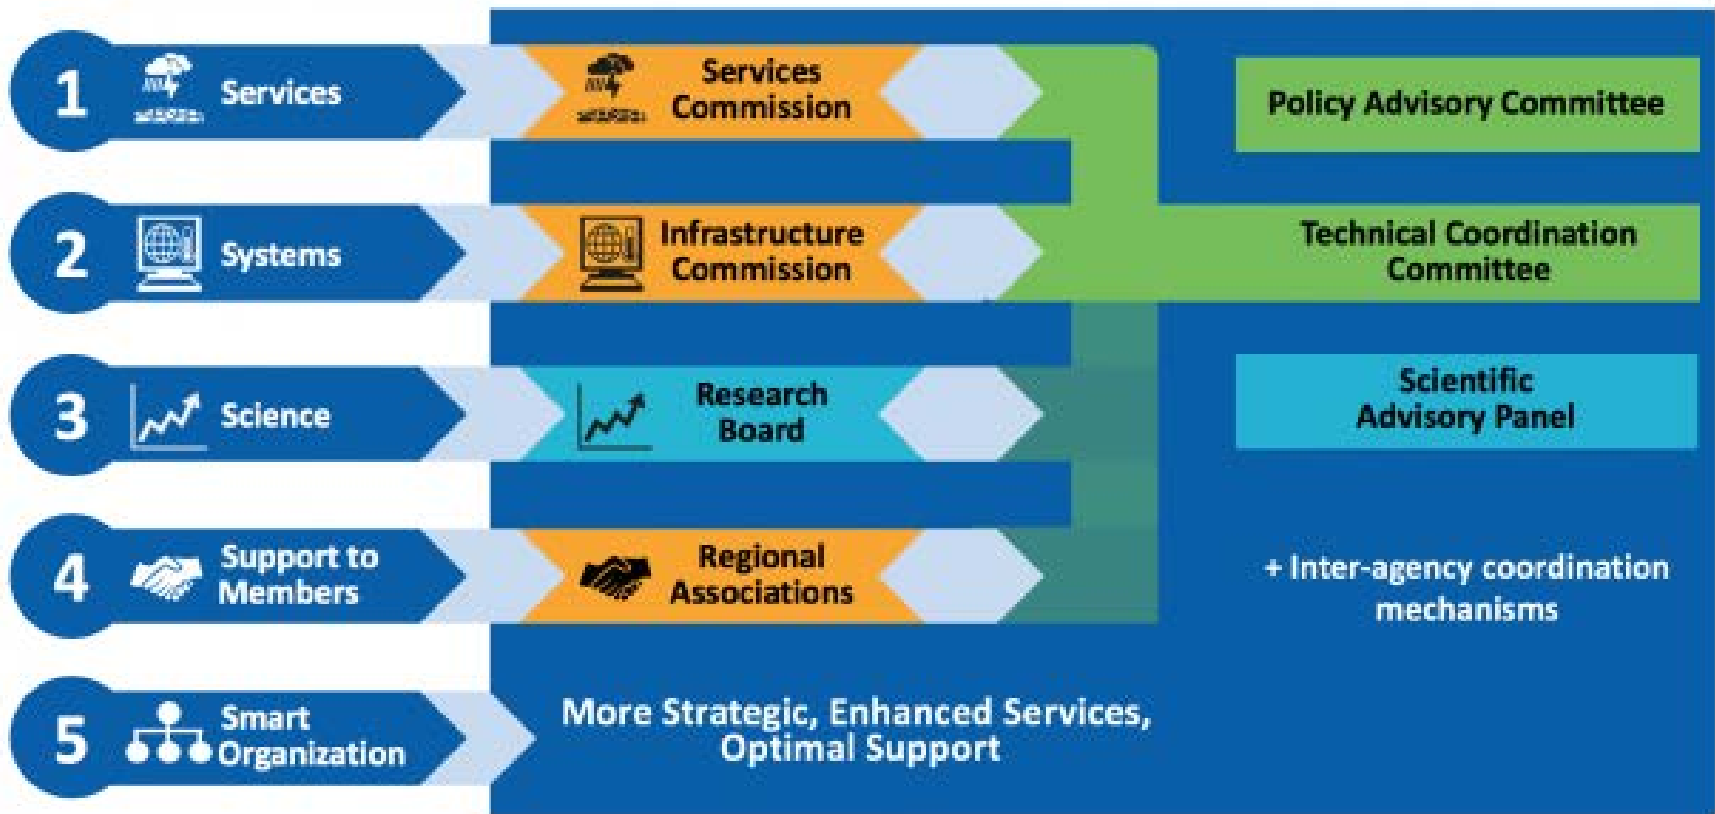 1
Services
Services
Commission
Policy Advisory Committee
2
Systems
Infrastructure
Commission
Technical Coordination
Committee
3
Science
Research
Board
Scientific
Advisory Panel
4
Support to
Members
Regional
Associations
+ Inter-agency coordination
mechanisms
5
Smart
Organization
More Strategic, Enhanced Services,
Optimal Support